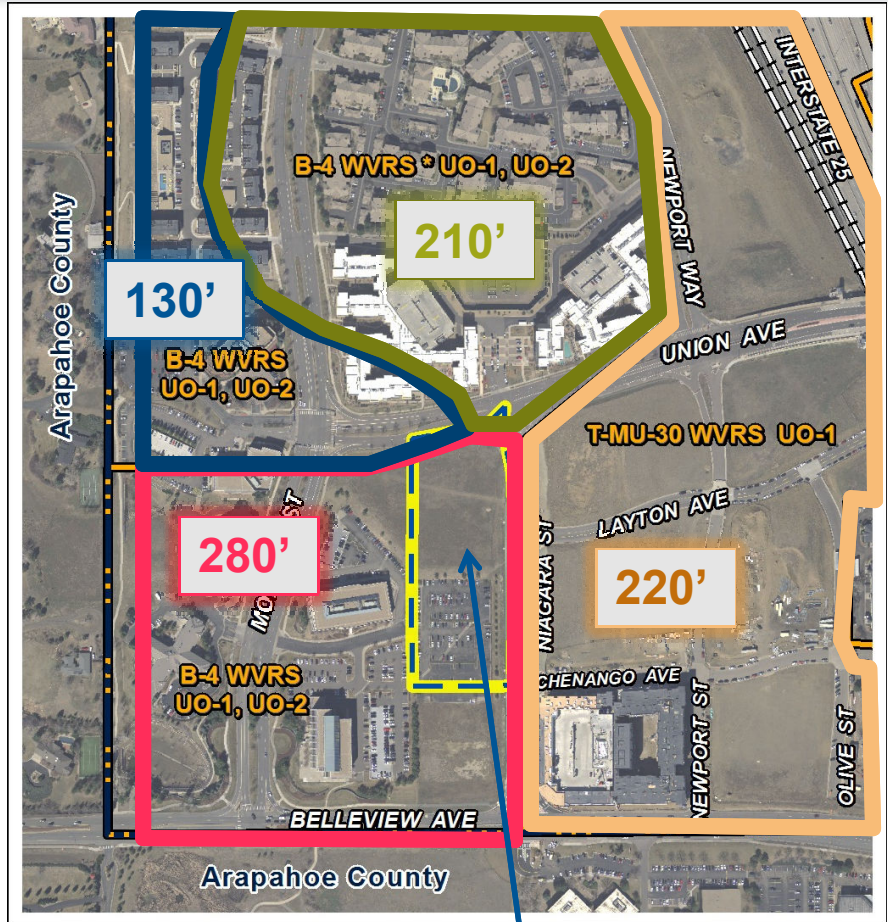 INTERSTATE 25
B-4 WVRS * UO-1, UO-2
NEWPORT WAY
Arapahoe County
210'
130'
UNION AVE
B-4 WVRS
UO-1, UO-2
T-MU-30 WVRS UO-1
LAYTON AVE
280'
NIAGARA ST
220'
B-4 WVRS
UO-1, UO-2
CHENANGO AVE
NEWPORT ST
OLIVE ST
BELLEVIEW AVE
Arapahoe County